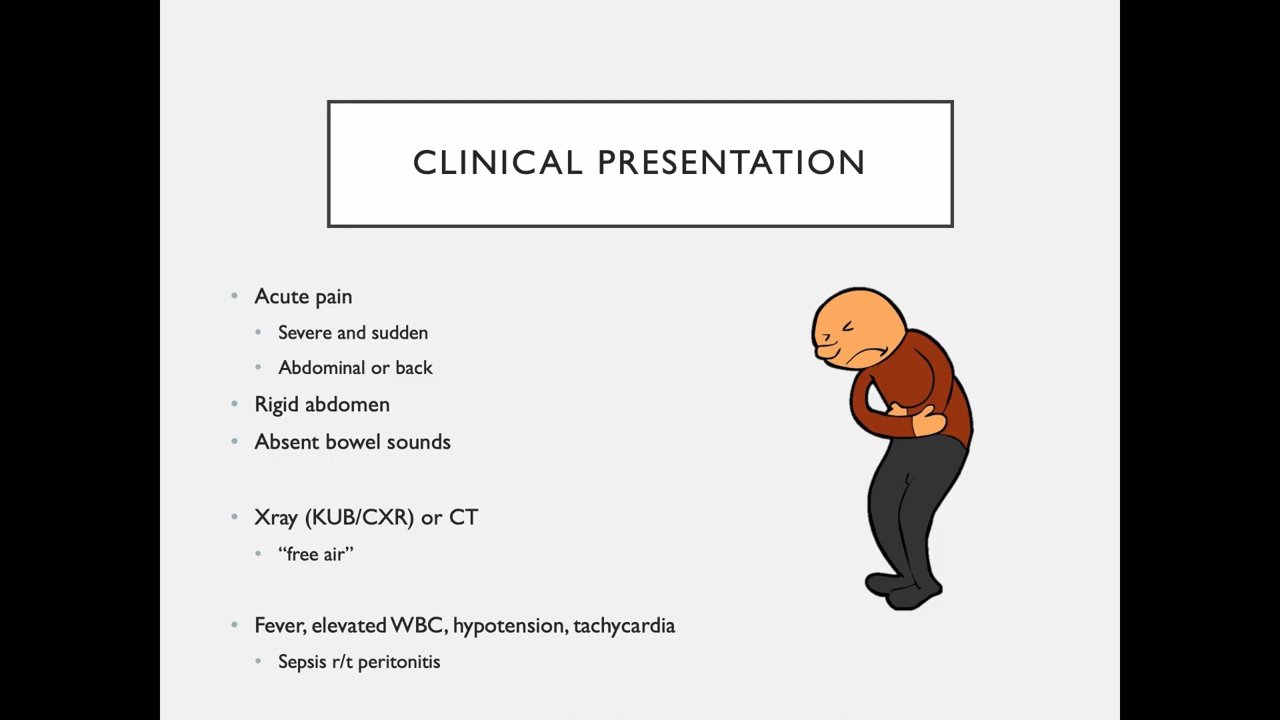 CLINICAL PRESENTATION
• Acute pain
• Severe and sudden
• Abdominal or back
• Rigid abdomen
• Absent bowel sounds
• Xray (KUB/CXR) or CT
• “free air”
• Fever, elevated WBC, hypotension, tachycardia
• Sepsis r/t peritonitis